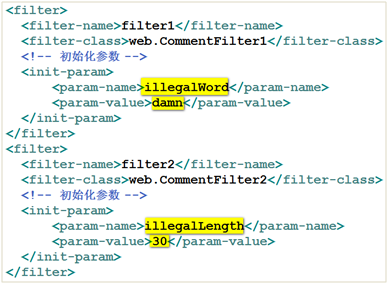 <filter>
<filter-name>filter1</filter-name>
<filter-class>web.CommentFilter1</filter-class>
<!-- 初始化参数 -->
<init-param>
<param-name>illegalWord</param-name>
<param-value>damn</param-value>
</init-param>
</filter>
<filter>
<filter-name>filter2</filter-name>
<filter-class>web.CommentFilter2</filter-class>
<!-- 初始化参数 -->
<init-param>
<param-name>illegalLength</param-name>
<param-value>30</param-value>
</init-param>
</filter>